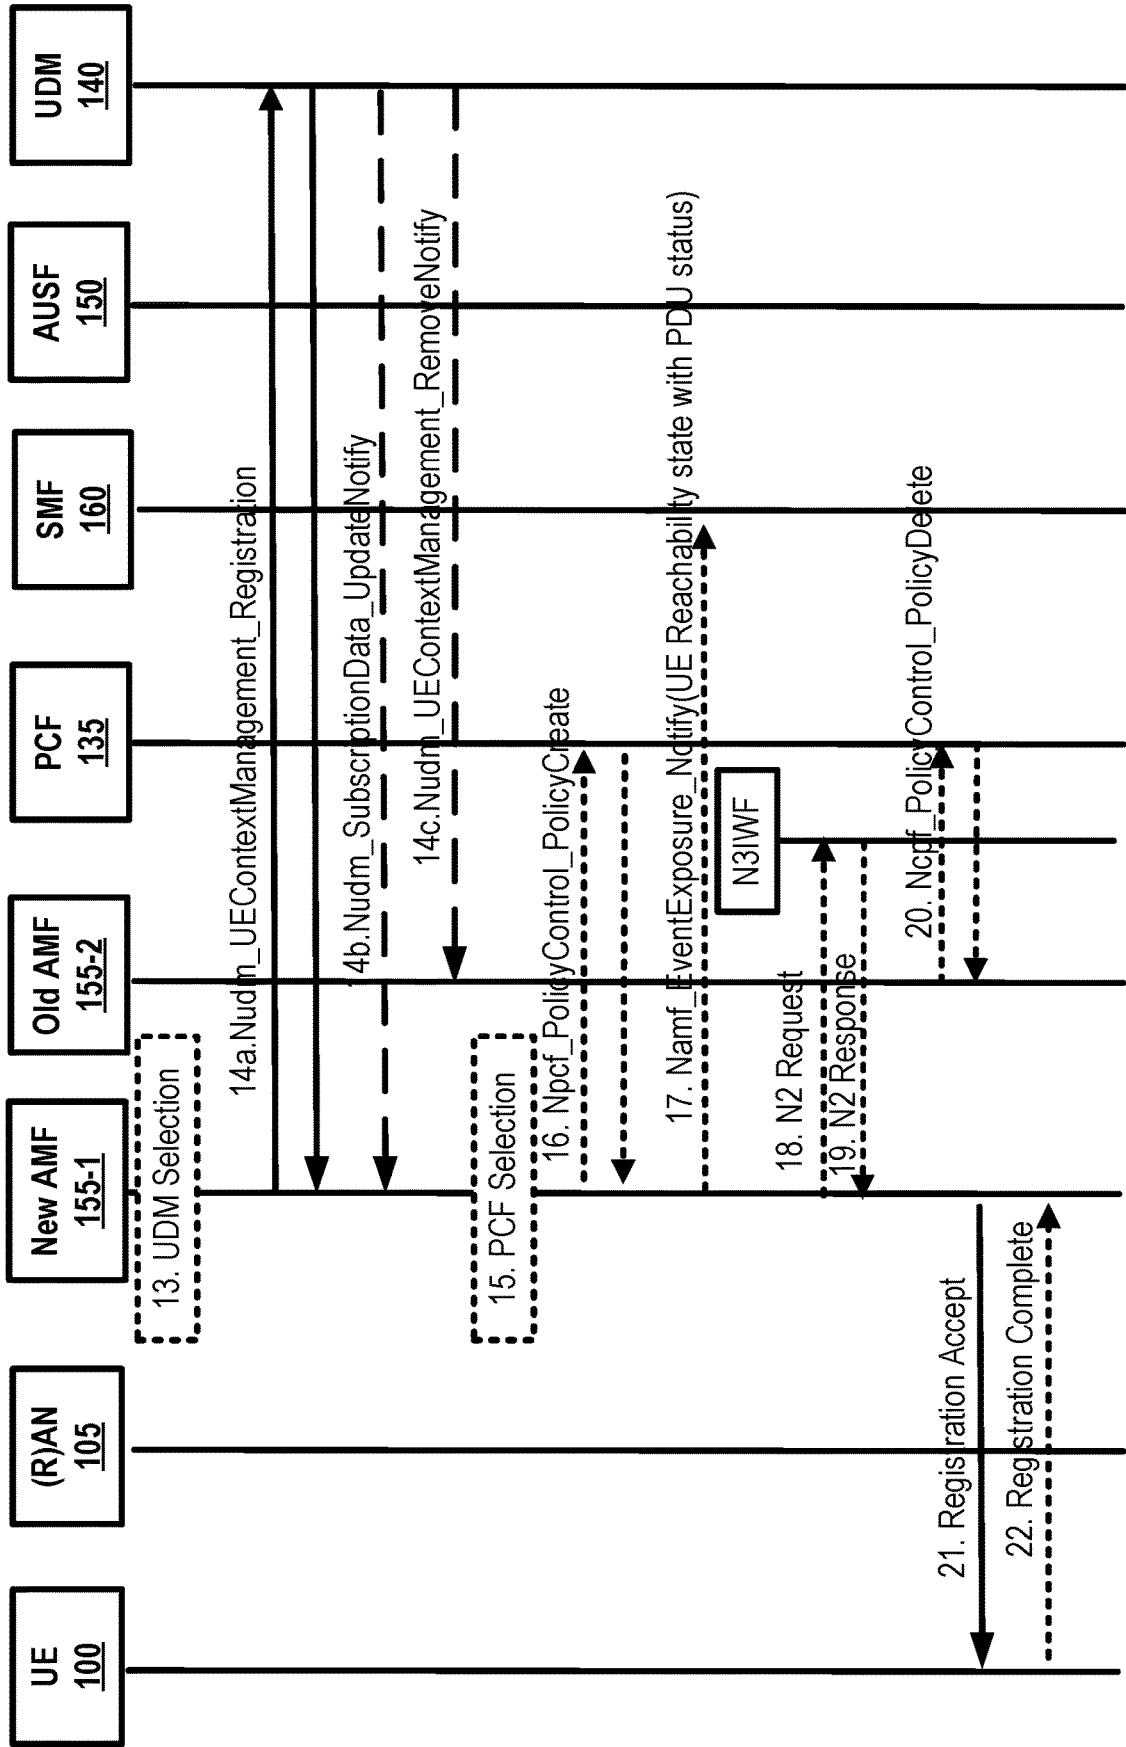 UE
100
(R)AN
105
New AMF
155-1
Old AMF
155-2
PCF
135
SMF
160
AUSF
150
UDM
140
13. UDM Selection
14a.Nudm_UEContextManagement_Registration
4b.Nudm_SubscriptionData_UpdateNotify
14c.Nudm_UEContextManagement_RemoveNotify
15. PCF Selection
16. Npcf_PolicyControl_PolicyCreate
17. Namf_EventExposure_Notify(UE Reachability state with PDU status)
N3IWF
18. N2 Request
19. N2 Response
20. Ncpf_PolicyControl_PolicyDelete
21. Registration Accept
22. Registration Complete